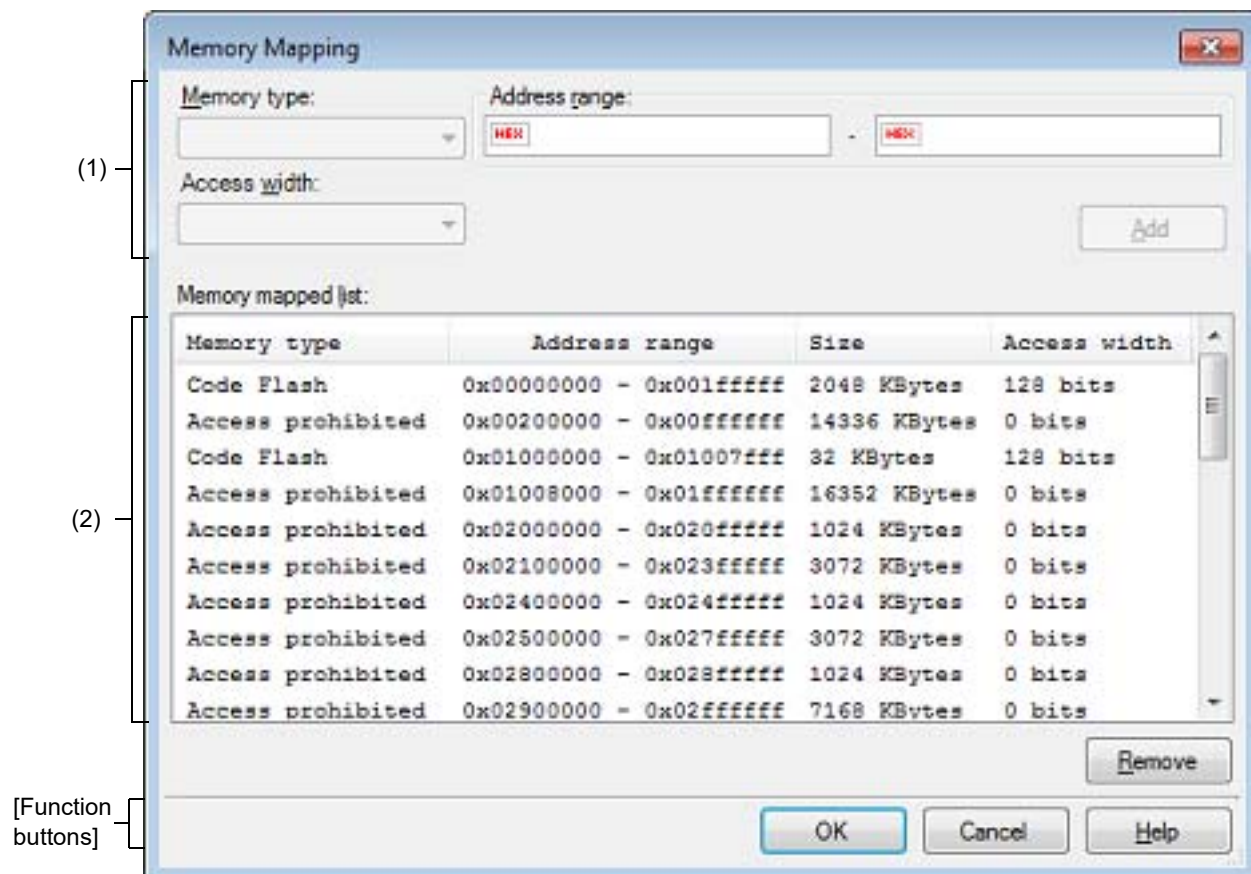 Memory Mapping
Memory type: Address range:
HEX - HEX
(1)
Access width:
Add
Memory mapped list:
Memory type Address range Size Access width
Code Flash 0x00000000 - 0x001fffff 2048 KBytes 128 bits
Access prohibited 0x00200000 - 0x00ffffff 14336 KBytes 0 bits
Code Flash 0x01000000 - 0x01007fff 32 KBytes 128 bits
Access prohibited 0x01008000 - 0x01ffffff 16352 KBytes 0 bits
(2)
Access prohibited 0x02000000 - 0x020fffff 1024 KBytes 0 bits
Access prohibited 0x02100000 - 0x023fffff 3072 KBytes 0 bits
Access prohibited 0x02400000 - 0x024fffff 1024 KBytes 0 bits
Access prohibited 0x02500000 - 0x027fffff 3072 KBytes 0 bits
Access prohibited 0x02800000 - 0x028fffff 1024 KBytes 0 bits
Access prohibited 0x02900000 - 0x02ffffff 7168 KBytes 0 bits
Remove
[Function
buttons]
OK Cancel Help